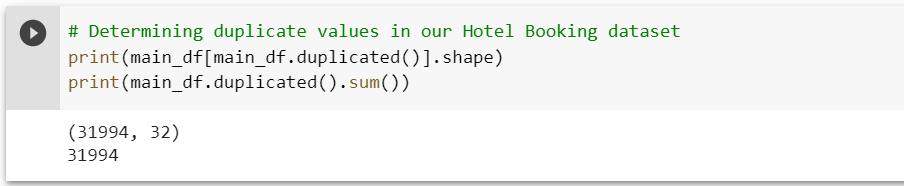 # Determining duplicate values in our Hotel Booking dataset
print(main_df[main_df.duplicated()].shape)
print(main_df.duplicated().sum())
(31994, 32)
31994